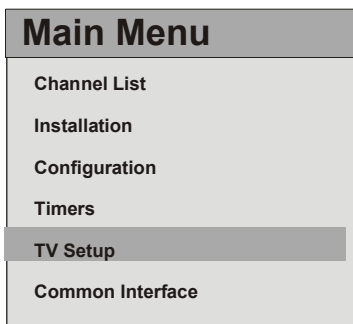 Main Menu
Channel List
Installation
Configuration
Timers
TV Setup
Common Interface